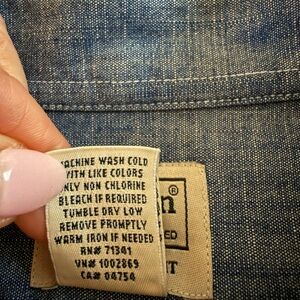 MACHINE WASH COLD
WITH LIKE COLORS
ONLY NON CHLORINE
BLEACH IF REQUIRED
TUMBLE DRY LOW
REMOVE PROMPTLY
WARM IRON IF NEEDED
RN# 71341
VN# 1002869
CA# 04754
n®
ED
T